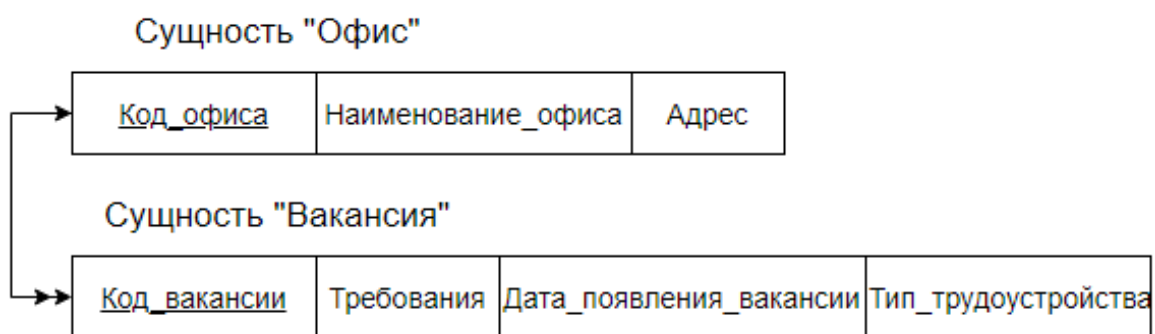 Сущность "Офис"
Код_офиса Наименование_офиса Адрес
Сущность "Вакансия"
Код_вакансии Требования Дата_появления_вакансии Тип_трудоустройства